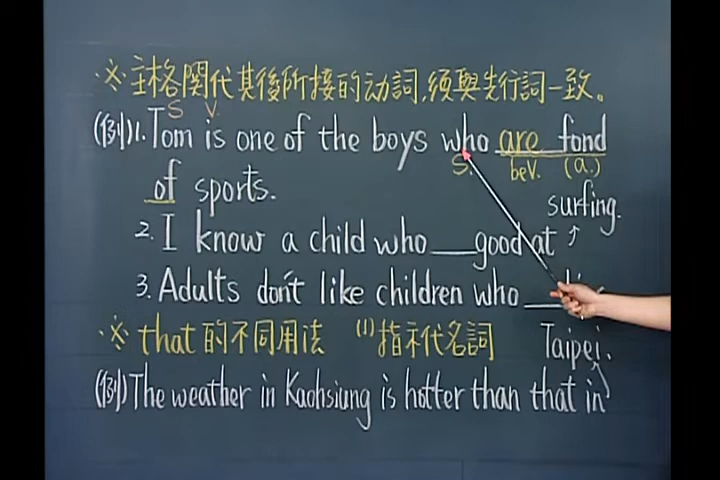 ※主格関代其後所接的动詞,須與先行詞一致。
S V.
(例)1. Tom is one of the boys who are fond
S. beV. (a.)
of sports.
surfing.
2. I know a child who ___ good at
3. Adults don't like children who ___
※ that 的不同用法 (1)指示代名詞 Taipei.
(例) The weather in Kaohsiung is hotter than that in